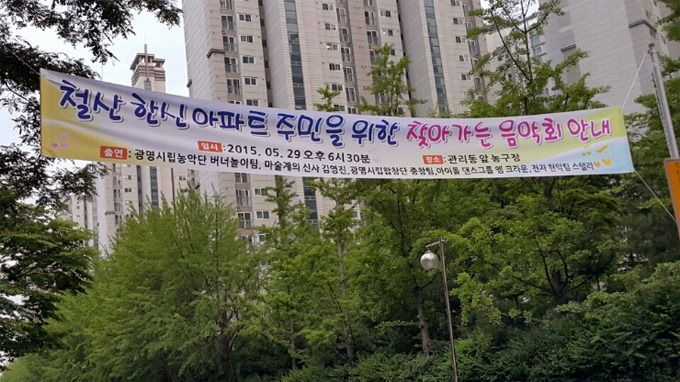 철산 한신 아파트 주민을 위한 찾아가는 음악회 안내
일시 : 2015. 05. 29 오후 6시 30분 장소 : 관리동 앞 농구장
출연 : 광명시립농악단 버너놀이팀, 마술계의 신사 김영진, 광명시립합창단 중창팀, 아이돌 댄스그룹 엠 크라운, 전자 현악팀 스텔라